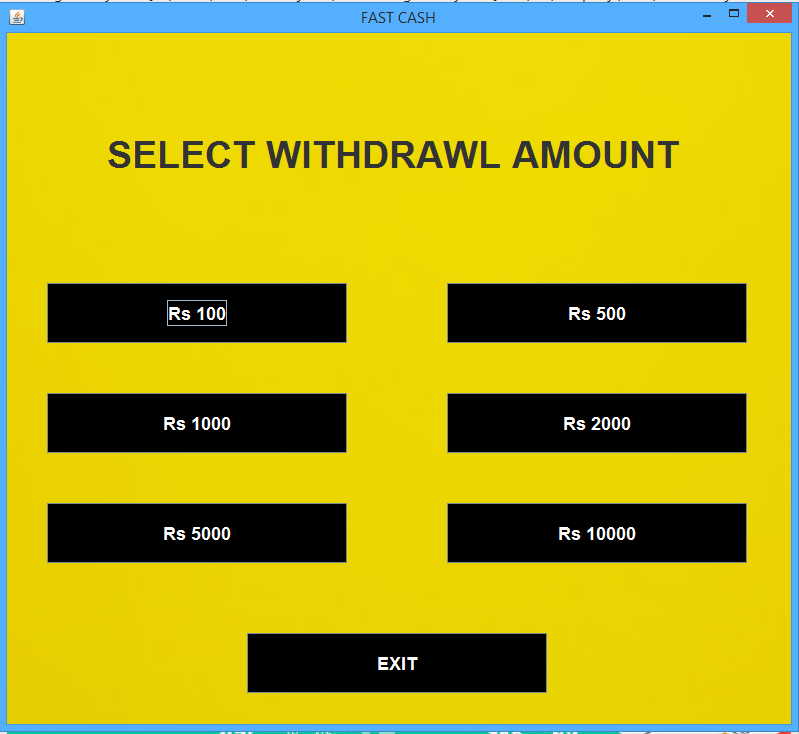 FAST CASH
SELECT WITHDRAWL AMOUNT
Rs 100
Rs 500
Rs 1000
Rs 2000
Rs 5000
Rs 10000
EXIT